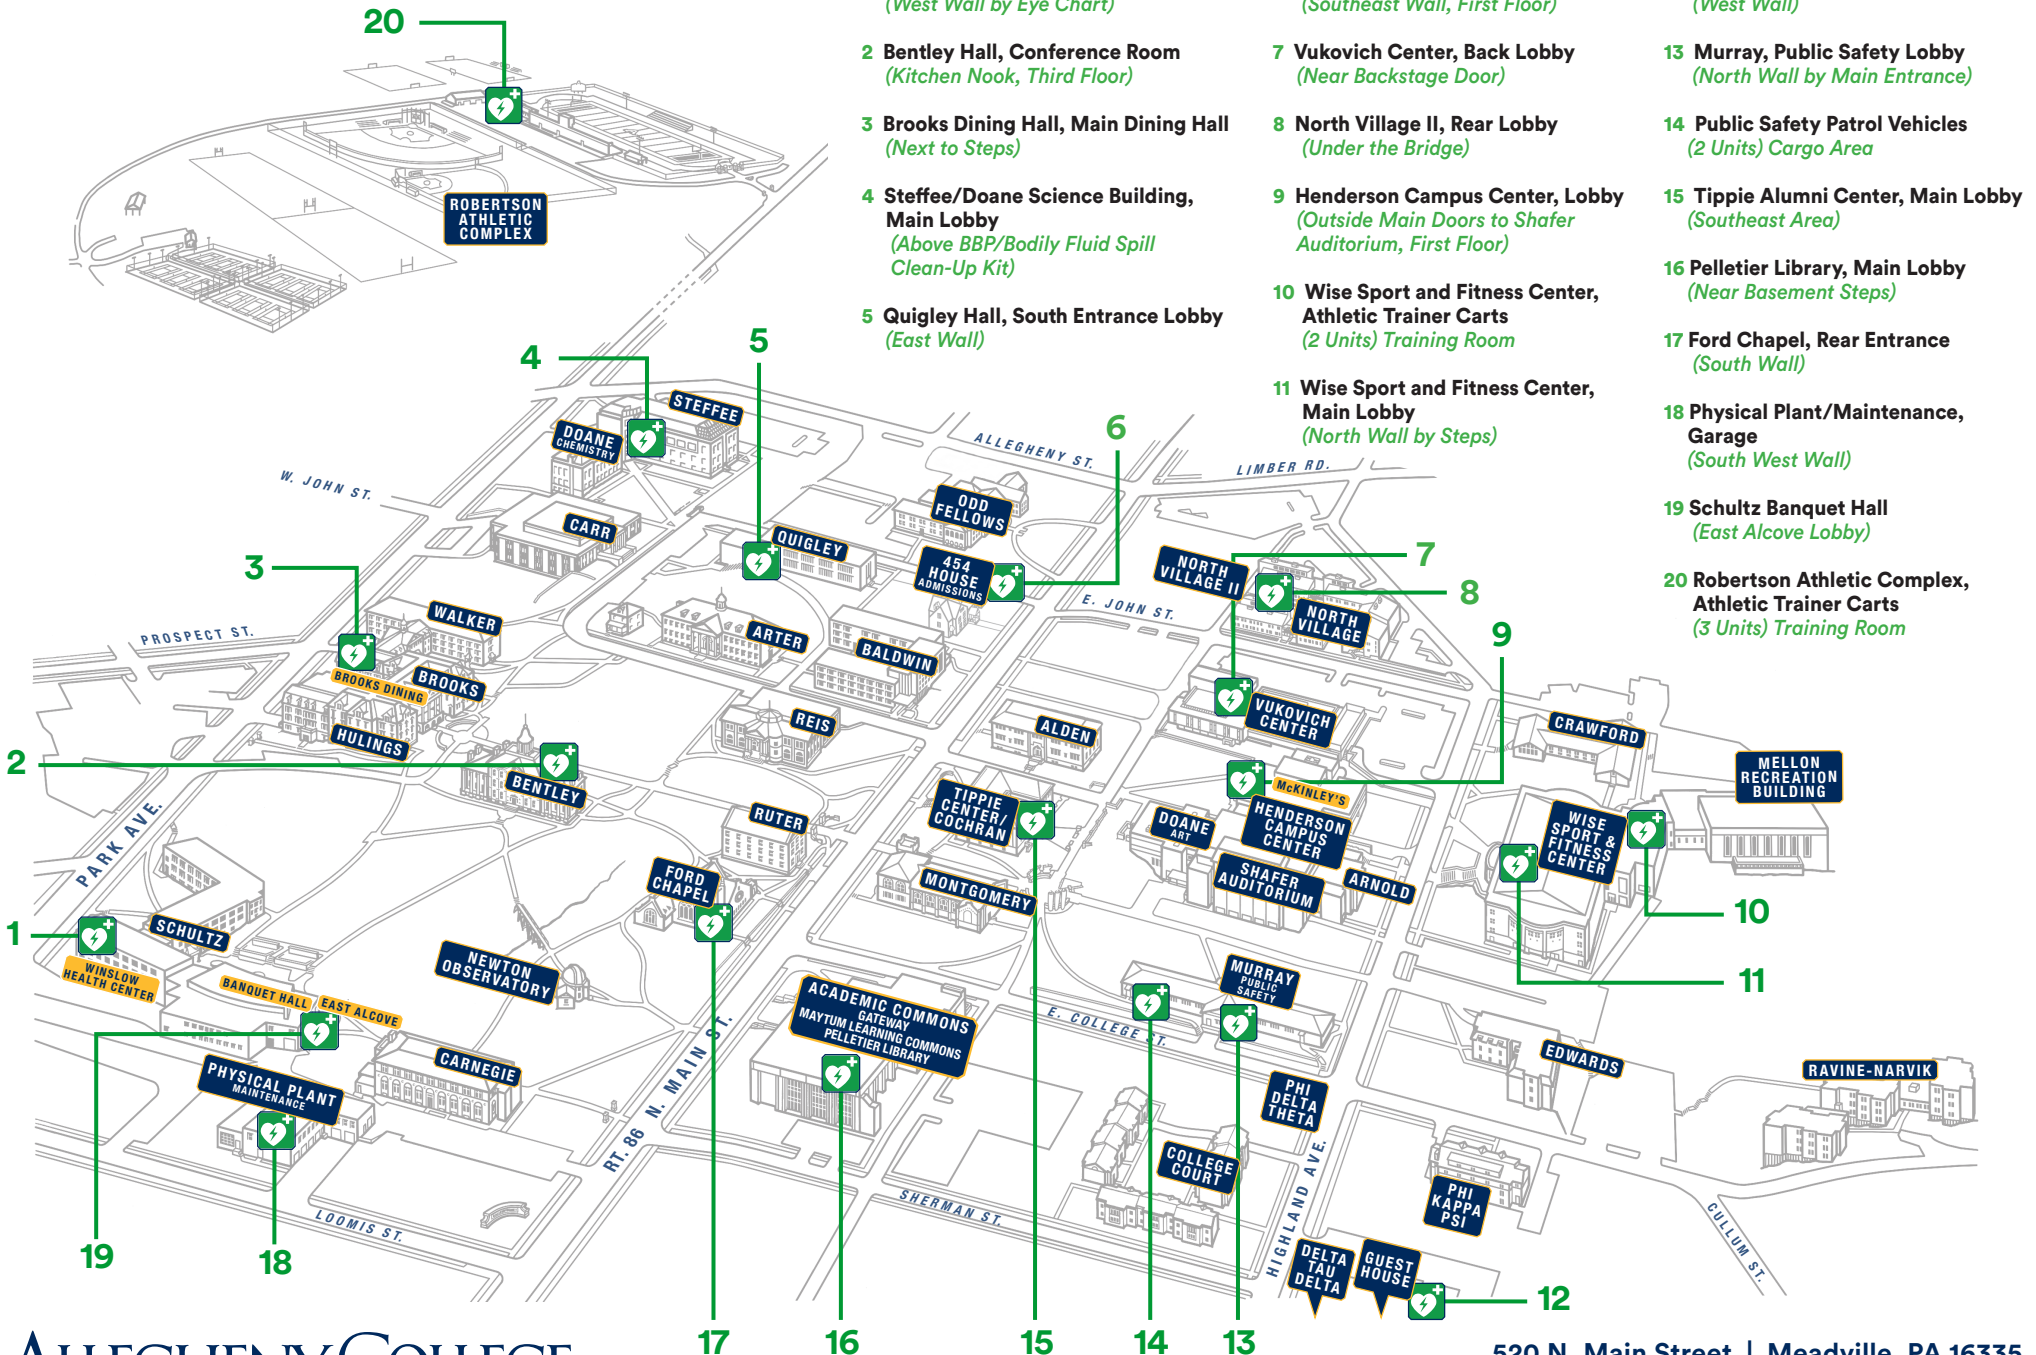 (West Wall by Eye Chart)
2 Bentley Hall, Conference Room
(Kitchen Nook, Third Floor)
3 Brooks Dining Hall, Main Dining Hall
(Next to Steps)
4 Steffee/Doane Science Building,
Main Lobby
(Above BBP/Bodily Fluid Spill
Clean-Up Kit)
5 Quigley Hall, South Entrance Lobby
(East Wall)
(Southeast Wall, First Floor)
7 Vukovich Center, Back Lobby
(Near Backstage Door)
8 North Village II, Rear Lobby
(Under the Bridge)
9 Henderson Campus Center, Lobby
(Outside Main Doors to Shafer
Auditorium, First Floor)
10 Wise Sport and Fitness Center,
Athletic Trainer Carts
(2 Units) Training Room
11 Wise Sport and Fitness Center,
Main Lobby
(North Wall by Steps)
(West Wall)
13 Murray, Public Safety Lobby
(North Wall by Main Entrance)
14 Public Safety Patrol Vehicles
(2 Units) Cargo Area
15 Tippie Alumni Center, Main Lobby
(Southeast Area)
16 Pelletier Library, Main Lobby
(Near Basement Steps)
17 Ford Chapel, Rear Entrance
(South Wall)
18 Physical Plant/Maintenance,
Garage
(South West Wall)
19 Schultz Banquet Hall
(East Alcove Lobby)
20 Robertson Athletic Complex,
Athletic Trainer Carts
(3 Units) Training Room
20
ROBERTSON
ATHLETIC
COMPLEX
4
5
6
STEFFEE
DOANE
CHEMISTRY
ALLEGHENY ST.
LIMBER RD.
W. JOHN ST.
CARR
ODD
FELLOWS
QUIGLEY
454
HOUSE
ADMISSIONS
NORTH
VILLAGE II
7
8
NORTH
VILLAGE
E. JOHN ST.
3
WALKER
PROSPECT ST.
ARTER
BALDWIN
9
BROOKS DINING
BROOKS
HULINGS
REIS
ALDEN
VUKOVICH
CENTER
CRAWFORD
MELLON
RECREATION
BUILDING
2
BENTLEY
McKINLEY'S
HENDERSON
CAMPUS
CENTER
TIPPIE
CENTER/
COCHRAN
DOANE
ART
WISE
SPORT &
FITNESS
CENTER
RUTER
PARK AVE.
FORD
CHAPEL
MONTGOMERY
SHAFER
AUDITORIUM
ARNOLD
10
11
1
SCHULTZ
WINSLOW
HEALTH CENTER
BANQUET HALL
EAST ALCOVE
NEWTON
OBSERVATORY
ACADEMIC COMMONS
GATEWAY
MAYTUM LEARNING COMMONS
PELLETIER LIBRARY
MURRAY
PUBLIC
SAFETY
E. COLLEGE ST.
EDWARDS
RAVINE-NARVIK
CARNEGIE
PHYSICAL PLANT
MAINTENANCE
RT. 86 N. MAIN ST.
PHI
DELTA
THETA
COLLEGE
COURT
HIGHLAND AVE.
PHI
KAPPA
PSI
CULLUM ST.
SHERMAN ST.
LOOMIS ST.
DELTA
TAU
DELTA
GUEST
HOUSE
12
19
18
17
16
15
14
13
ALLEGHENY COLLEGE
520 N. Main Street | Meadville, PA 16335